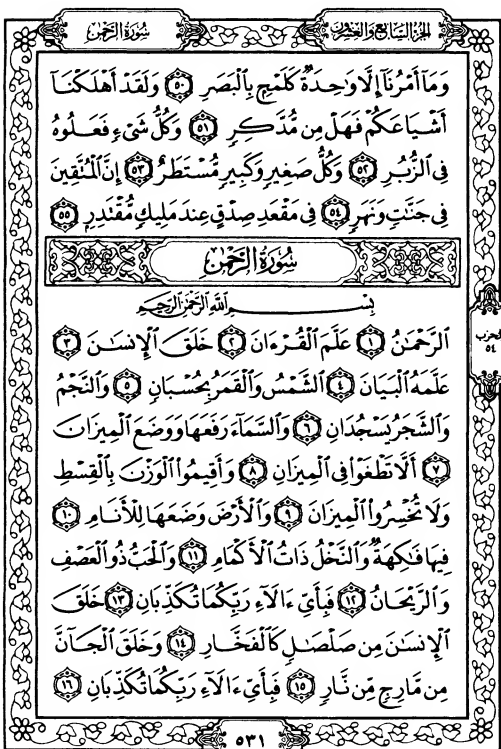 الجزء السابع والعشرون
سورة الرحمن
وَمَآ أَمْرُنَآ إِلَّا وَٰحِدَةٌ كَلَمْحٍۭ بِٱلْبَصَرِ ۝٥٠ وَلَقَدْ أَهْلَكْنَآ
أَشْيَاعَكُمْ فَهَلْ مِن مُّدَّكِرٍ ۝٥١ وَكُلُّ شَىْءٍ فَعَلُوهُ
فِى ٱلزُّبُرِ ۝٥٢ وَكُلُّ صَغِيرٍ وَكَبِيرٍ مُّسْتَطَرٌ ۝٥٣ إِنَّ ٱلْمُتَّقِينَ
فِى جَنَّٰتٍ وَنَهَرٍ ۝٥٤ فِى مَقْعَدِ صِدْقٍ عِندَ مَلِيكٍ مُّقْتَدِرٍۭ ۝٥٥
سورة الرحمن
بِسْمِ ٱللَّهِ ٱلرَّحْمَٰنِ ٱلرَّحِيمِ
ٱلرَّحْمَٰنُ ۝١ عَلَّمَ ٱلْقُرْءَانَ ۝٢ خَلَقَ ٱلْإِنسَٰنَ ۝٣
عَلَّمَهُ ٱلْبَيَانَ ۝٤ ٱلشَّمْسُ وَٱلْقَمَرُ بِحُسْبَانٍ ۝٥ وَٱلنَّجْمُ
وَٱلشَّجَرُ يَسْجُدَانِ ۝٦ وَٱلسَّمَآءَ رَفَعَهَا وَوَضَعَ ٱلْمِيزَانَ
۝٧ أَلَّا تَطْغَوْا۟ فِى ٱلْمِيزَانِ ۝٨ وَأَقِيمُوا۟ ٱلْوَزْنَ بِٱلْقِسْطِ
وَلَا تُخْسِرُوا۟ ٱلْمِيزَانَ ۝٩ وَٱلْأَرْضَ وَضَعَهَا لِلْأَنَامِ ۝١٠
فِيهَا فَٰكِهَةٌ وَٱلنَّخْلُ ذَاتُ ٱلْأَكْمَامِ ۝١١ وَٱلْحَبُّ ذُو ٱلْعَصْفِ
وَٱلرَّيْحَانُ ۝١٢ فَبِأَىِّ ءَالَآءِ رَبِّكُمَا تُكَذِّبَانِ ۝١٣ خَلَقَ
ٱلْإِنسَٰنَ مِن صَلْصَٰلٍ كَٱلْفَخَّارِ ۝١٤ وَخَلَقَ ٱلْجَآنَّ
مِن مَّارِجٍ مِّن نَّارٍ ۝١٥ فَبِأَىِّ ءَالَآءِ رَبِّكُمَا تُكَذِّبَانِ ۝١٦
الحزب
٥٤
٥٣١